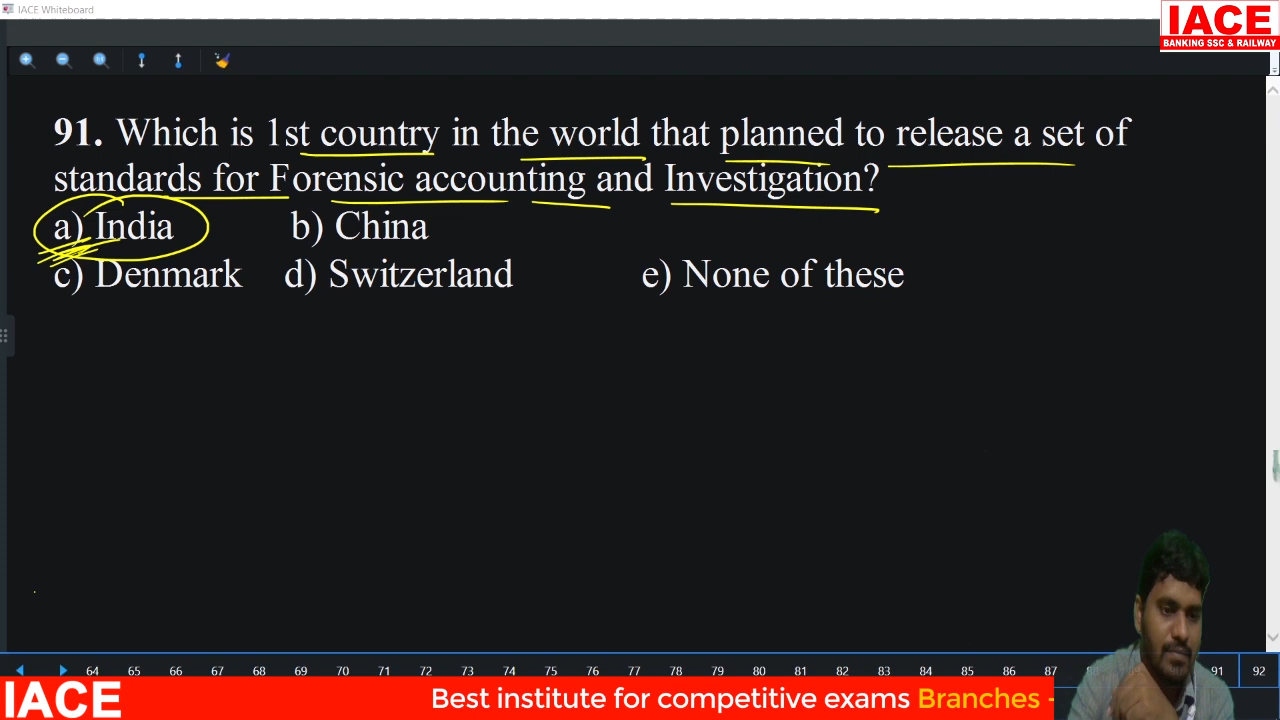 IACE Whiteboard
IACE
BANKING SSC & RAILWAY
91. Which is 1st country in the world that planned to release a set of
standards for Forensic accounting and Investigation?
a) India b) China
c) Denmark d) Switzerland e) None of these
64 65 66 67 68 69 70 71 72 73 74 75 76 77 78 79 80 81 82 83 84 85 86 87 91 92
IACE Best institute for competitive exams Branches -